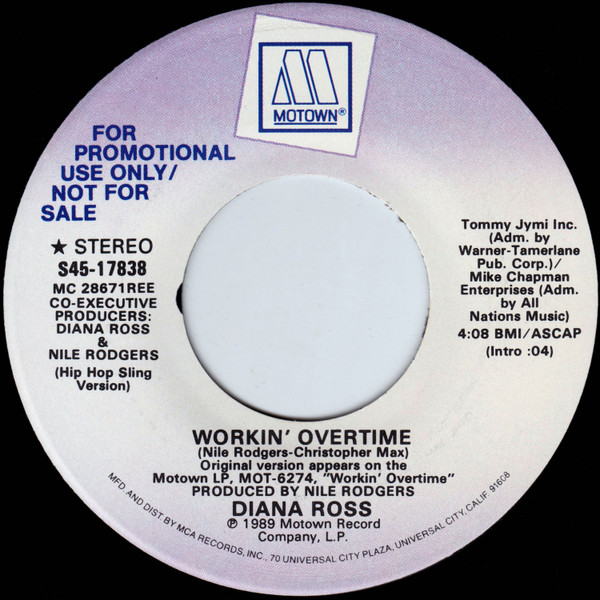 MOTOWN®
FOR
PROMOTIONAL
USE ONLY/
NOT FOR
SALE
★ STEREO
S45-17838
MC 28671REE
CO-EXECUTIVE
PRODUCERS:
DIANA ROSS
&
NILE RODGERS
(Hip Hop Sling
Version)
Tommy Jymi Inc.
(Adm. by
Warner-Tamerlane
Pub. Corp.)/
Mike Chapman
Enterprises (Adm.
by All
Nations Music)
4:08 BMI/ASCAP
(Intro :04)
WORKIN' OVERTIME
(Nile Rodgers-Christopher Max)
Original version appears on the
Motown LP, MOT-6274, "Workin' Overtime"
PRODUCED BY NILE RODGERS
DIANA ROSS
℗ 1989 Motown Record
Company, L.P.
MFD. AND DIST. BY MCA RECORDS, INC., 70 UNIVERSAL CITY PLAZA, UNIVERSAL CITY, CALIF. 91608